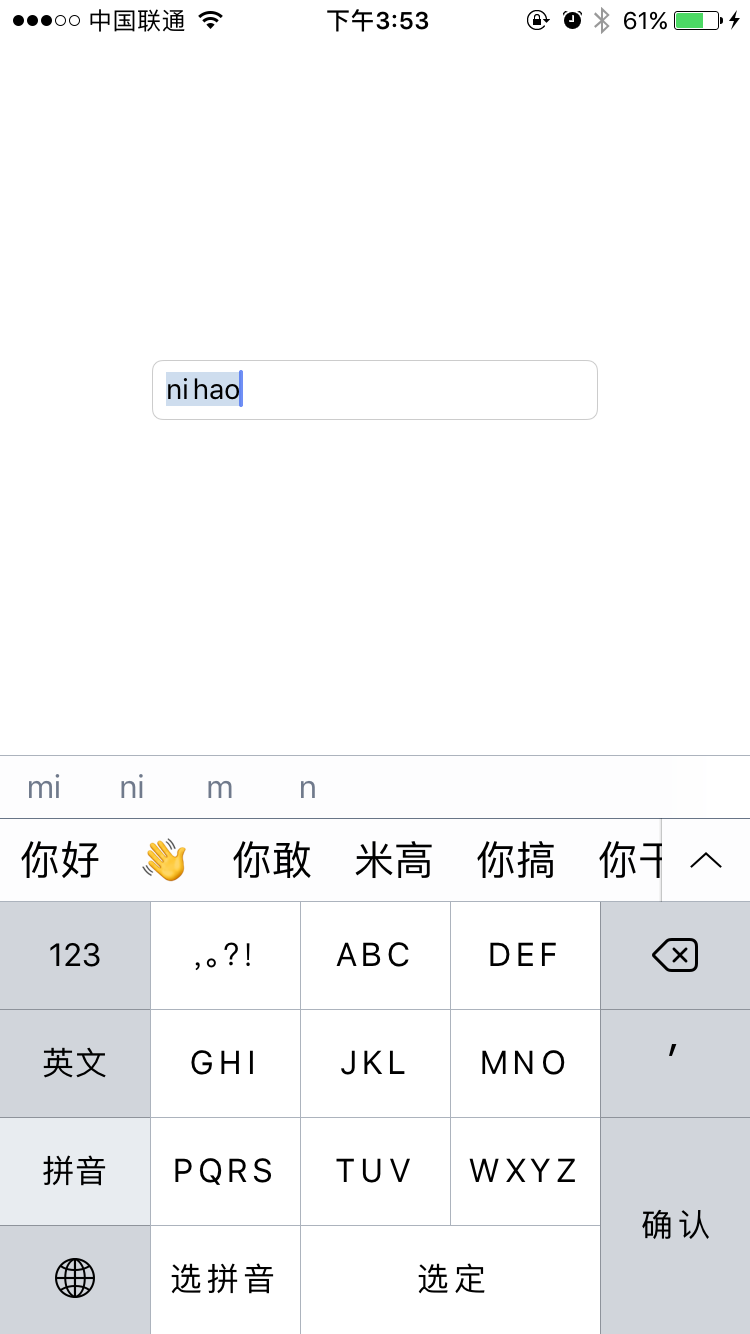 中国联通 下午3:53 61%
ni hao
mi ni m n
你好 👋 你敢 米高 你搞 你干
123 ,。?! ABC DEF
英文 GHI JKL MNO ′
拼音 PQRS TUV WXYZ
确认
选拼音 选定